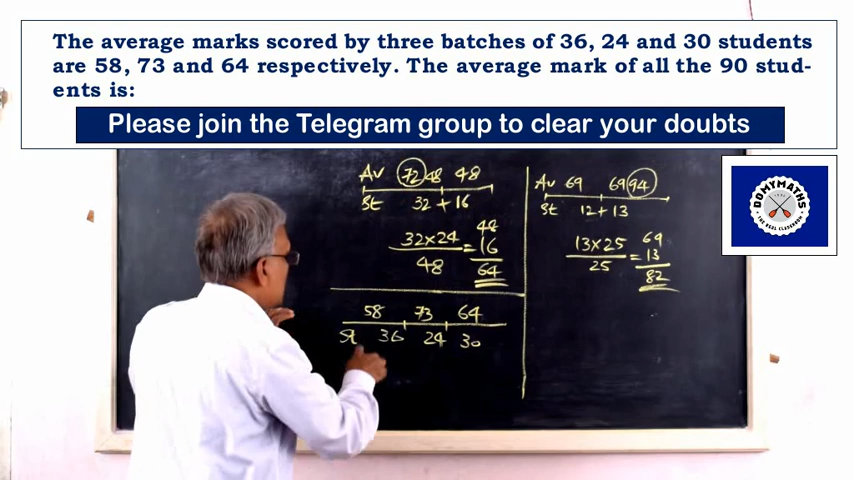 The average marks scored by three batches of 36, 24 and 30 students
are 58, 73 and 64 respectively. The average mark of all the 90 stud-
ents is:
Please join the Telegram group to clear your doubts
Av 72 48 48
St 32 + 16
32 × 24 48
48 = 16
64
58 73 64
St 36 24 30
Av 69 69 94
St 12 + 13
13 × 25 69
25 = 13
82
DOMYMATHS
THE REEL CLASSROOM